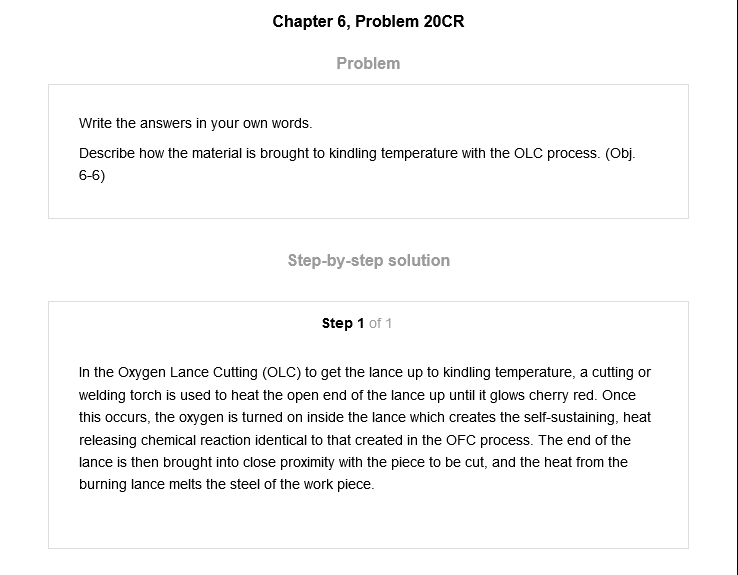 Chapter 6, Problem 20CR
Problem
Write the answers in your own words.
Describe how the material is brought to kindling temperature with the OLC process. (Obj.
6-6)
Step-by-step solution
Step 1 of 1
In the Oxygen Lance Cutting (OLC) to get the lance up to kindling temperature, a cutting or
welding torch is used to heat the open end of the lance up until it glows cherry red. Once
this occurs, the oxygen is turned on inside the lance which creates the self-sustaining, heat
releasing chemical reaction identical to that created in the OFC process. The end of the
lance is then brought into close proximity with the piece to be cut, and the heat from the
burning lance melts the steel of the work piece.